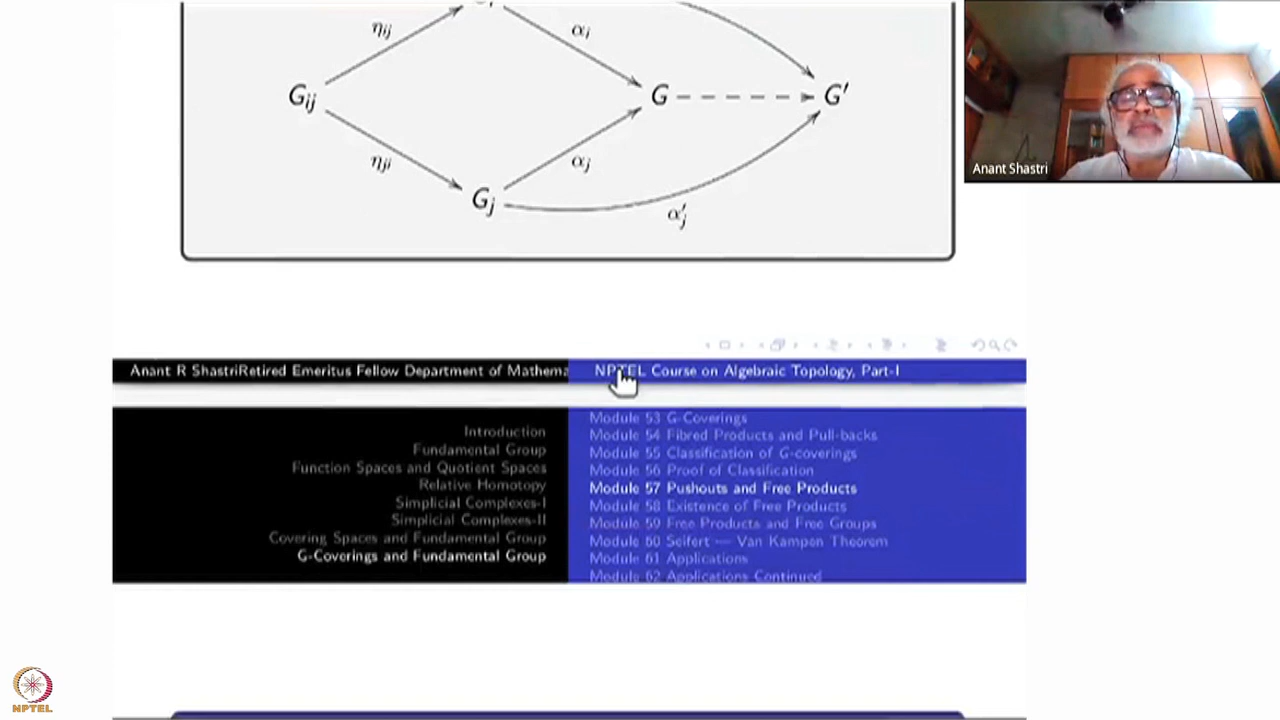 ηij
αi
Gij
G
G′
Anant Shastri
ηji
αj
Gj
α′j
Anant R ShastriRetired Emeritus Fellow Department of Mathema
NPTEL Course on Algebraic Topology, Part-I
Introduction
Fundamental Group
Function Spaces and Quotient Spaces
Relative Homotopy
Simplicial Complexes-I
Simplicial Complexes-II
Covering Spaces and Fundamental Group
G-Coverings and Fundamental Group
Module 53 G-Coverings
Module 54 Fibred Products and Pull-backs
Module 55 Classification of G-coverings
Module 56 Proof of Classification
Module 57 Pushouts and Free Products
Module 58 Existence of Free Products
Module 59 Free Products and Free Groups
Module 60 Seifert — Van Kampen Theorem
Module 61 Applications
Module 62 Applications Continued
NPTEL